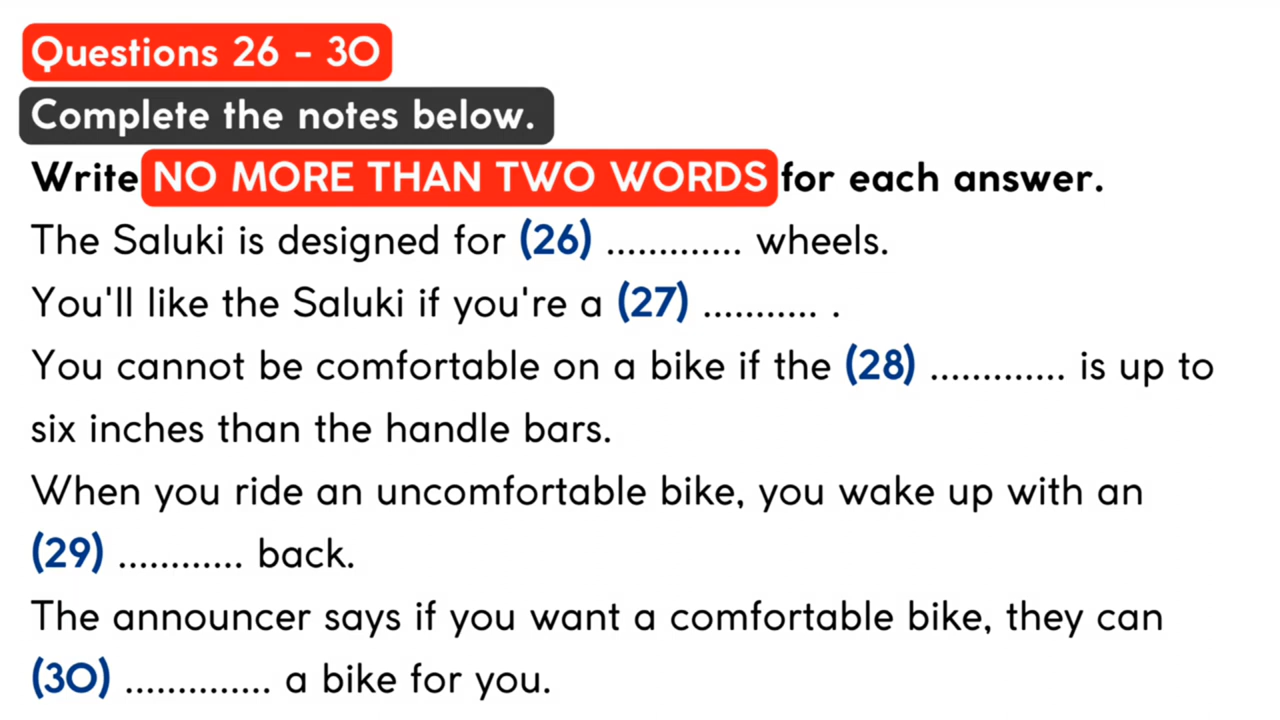 Questions 26 - 30
Complete the notes below.
Write NO MORE THAN TWO WORDS for each answer.
The Saluki is designed for (26) ............. wheels.
You'll like the Saluki if you're a (27) ........... .
You cannot be comfortable on a bike if the (28) ............. is up to
six inches than the handle bars.
When you ride an uncomfortable bike, you wake up with an
(29) ............ back.
The announcer says if you want a comfortable bike, they can
(30) .............. a bike for you.